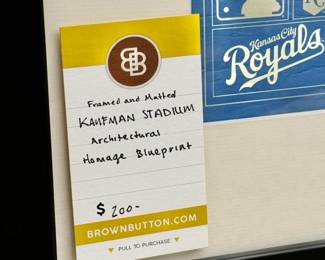 BB
Framed and Matted
KAUFMAN STADIUM
Architectural
Homage Blueprint
$ 200-
BROWNBUTTON.COM
PULL TO PURCHASE
Kansas City
Royals